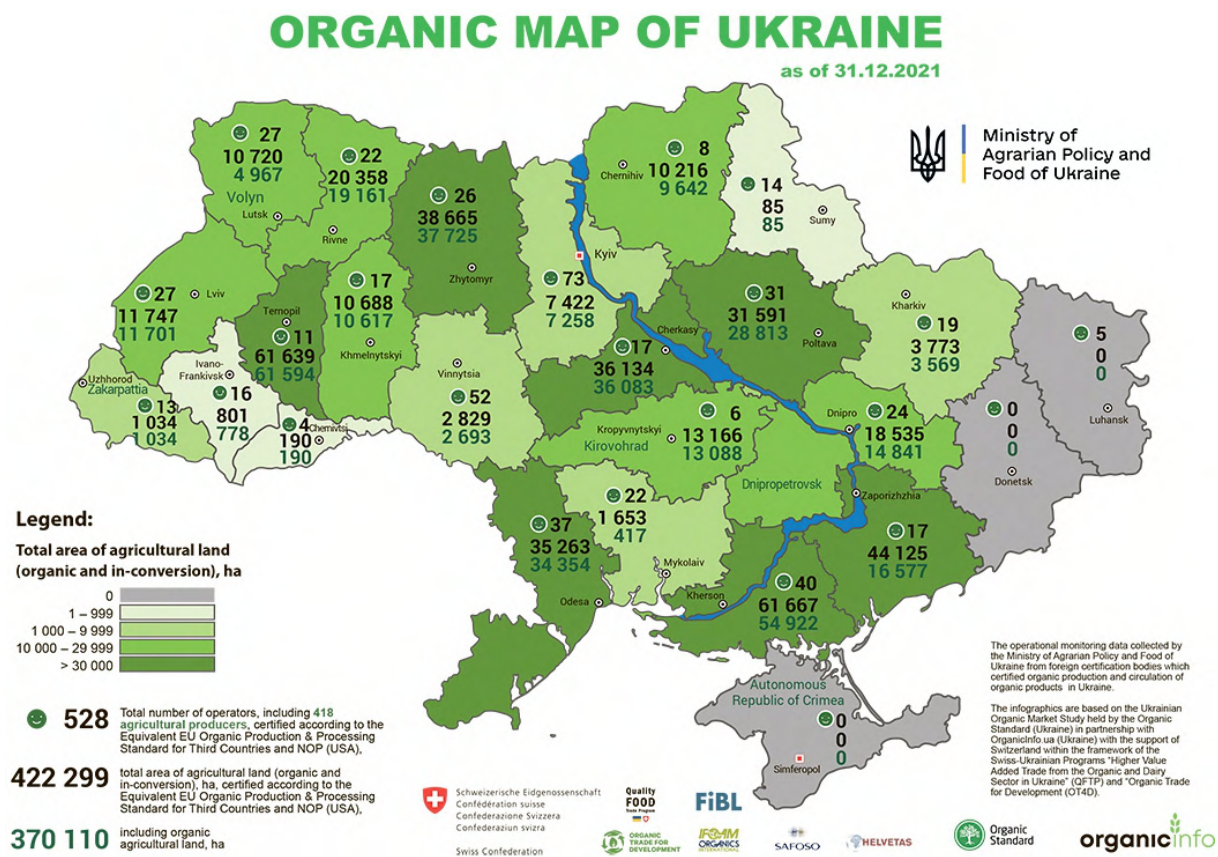 ORGANIC MAP OF UKRAINE
as of 31.12.2021
Ministry of
Agrarian Policy and
Food of Ukraine
27
10 720
4 967
Volyn
Lutsk
22
20 358
19 161
Rivne
26
38 665
37 725
Zhytomyr
Kyiv
73
7 422
7 258
8
Chernihiv
10 216
9 642
14
85
85
Sumy
27
Lviv
11 747
11 701
Ternopil
11
61 639
61 594
17
10 688
10 617
Khmelnytskyi
Vinnytsia
52
2 829
2 693
Cherkasy
17
36 134
36 083
31
31 591
28 813
Poltava
Kharkiv
19
3 773
3 569
5
0
0
Luhansk
Uzhhorod
Zakarpattia
13
1 034
1 034
Ivano-
Frankivsk
16
801
778
4
Chernivtsi
190
190
6
Kropyvnytskyi
13 166
Kirovohrad
13 088
Dnipro
24
18 535
14 841
Dnipropetrovsk
0
0
0
Donetsk
37
35 263
34 354
Odesa
22
1 653
417
Mykolaiv
Zaporizhzhia
17
44 125
16 577
Kherson
40
61 667
54 922
Autonomous
Republic of Crimea
0
0
0
Simferopol
Legend:
Total area of agricultural land
(organic and in-conversion), ha
0
1 – 999
1 000 – 9 999
10 000 – 29 999
> 30 000
528
Total number of operators, including 418
agricultural producers, certified according to the
Equivalent EU Organic Production & Processing
Standard for Third Countries and NOP (USA),
422 299
total area of agricultural land (organic and
in-conversion), ha, certified according to the
Equivalent EU Organic Production & Processing
Standard for Third Countries and NOP (USA),
370 110
including organic
agricultural land, ha
The operational monitoring data collected by
the Ministry of Agrarian Policy and Food of
Ukraine from foreign certification bodies which
certified organic production and circulation of
organic products in Ukraine.
The infographics are based on the Ukrainian
Organic Market Study held by the Organic
Standard (Ukraine) in partnership with
OrganicInfo.ua (Ukraine) with the support of
Switzerland within the framework of the
Swiss-Ukrainian Programs "Higher Value
Added Trade from the Organic and Dairy
Sector in Ukraine" (QFTP) and "Organic Trade
for Development (OT4D).
Schweizerische Eidgenossenschaft
Confédération suisse
Confederazione Svizzera
Confederaziun svizra
Swiss Confederation
Quality
FOOD
Trade Program
FiBL
ORGANIC
TRADE FOR
DEVELOPMENT
IFOAM
ORGANICS
INTERNATIONAL
SAFOSO
HELVETAS
Organic
Standard
organicinfo